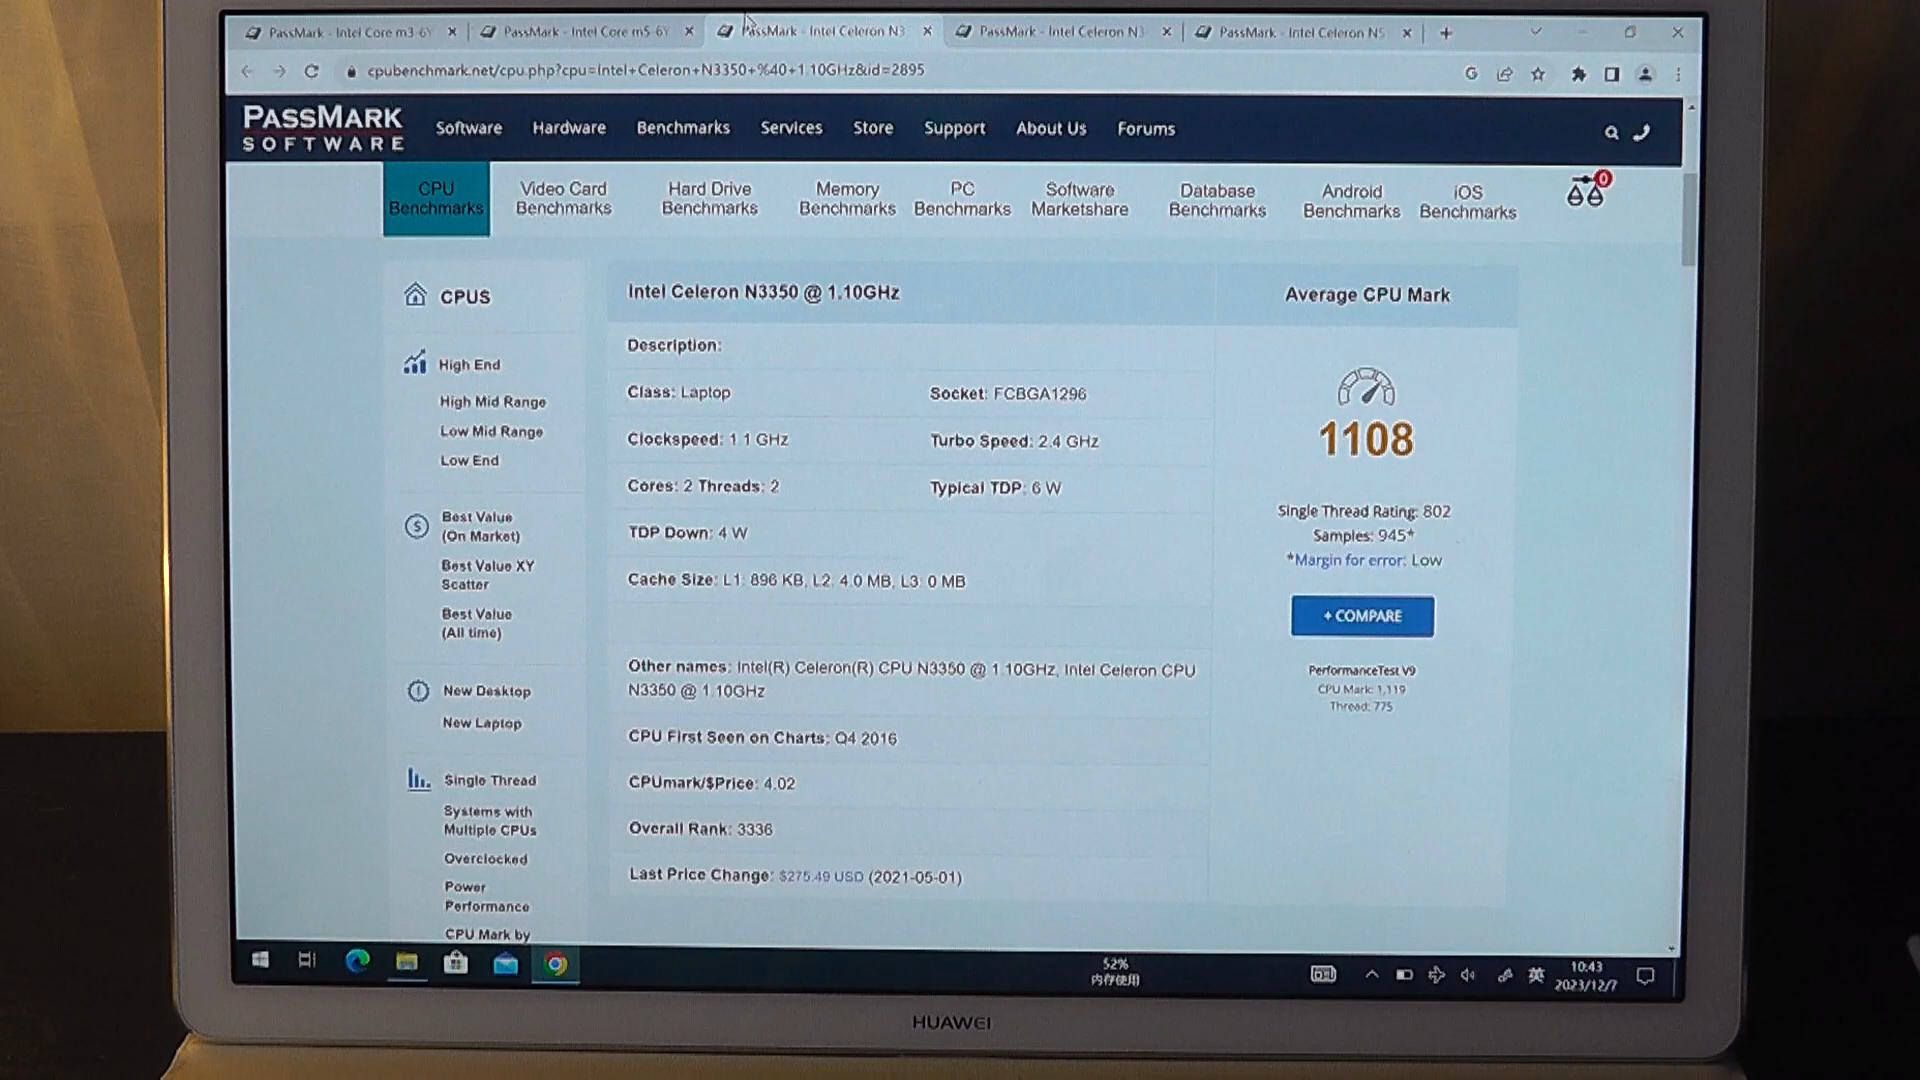 PassMark - Intel Core m3-6Y
PassMark - Intel Core m5-6Y
PassMark - Intel Celeron N3
PassMark - Intel Celeron N3
PassMark - Intel Celeron N5
cpubenchmark.net/cpu.php?cpu=Intel+Celeron+N3350+%40+1.10GHz&id=2895
PASSMARK
SOFTWARE
Software Hardware Benchmarks Services Store Support About Us Forums
CPU
Benchmarks
Video Card
Benchmarks
Hard Drive
Benchmarks
Memory
Benchmarks
PC
Benchmarks
Software
Marketshare
Database
Benchmarks
Android
Benchmarks
iOS
Benchmarks
0
CPUS
High End
High Mid Range
Low Mid Range
Low End
Best Value
(On Market)
Best Value XY
Scatter
Best Value
(All time)
New Desktop
New Laptop
Single Thread
Systems with
Multiple CPUs
Overclocked
Power
Performance
CPU Mark by
Intel Celeron N3350 @ 1.10GHz
Description:
Class: Laptop
Socket: FCBGA1296
Clockspeed: 1.1 GHz
Turbo Speed: 2.4 GHz
Cores: 2 Threads: 2
Typical TDP: 6 W
TDP Down: 4 W
Cache Size: L1: 896 KB, L2: 4.0 MB, L3: 0 MB
Other names: Intel(R) Celeron(R) CPU N3350 @ 1.10GHz, Intel Celeron CPU
N3350 @ 1.10GHz
CPU First Seen on Charts: Q4 2016
CPUmark/$Price: 4.02
Overall Rank: 3336
Last Price Change: $275.49 USD (2021-05-01)
Average CPU Mark
1108
Single Thread Rating: 802
Samples: 945*
*Margin for error: Low
+ COMPARE
PerformanceTest V9
CPU Mark: 1,119
Thread: 775
52%
内存使用
英
10:43
2023/12/7
HUAWEI